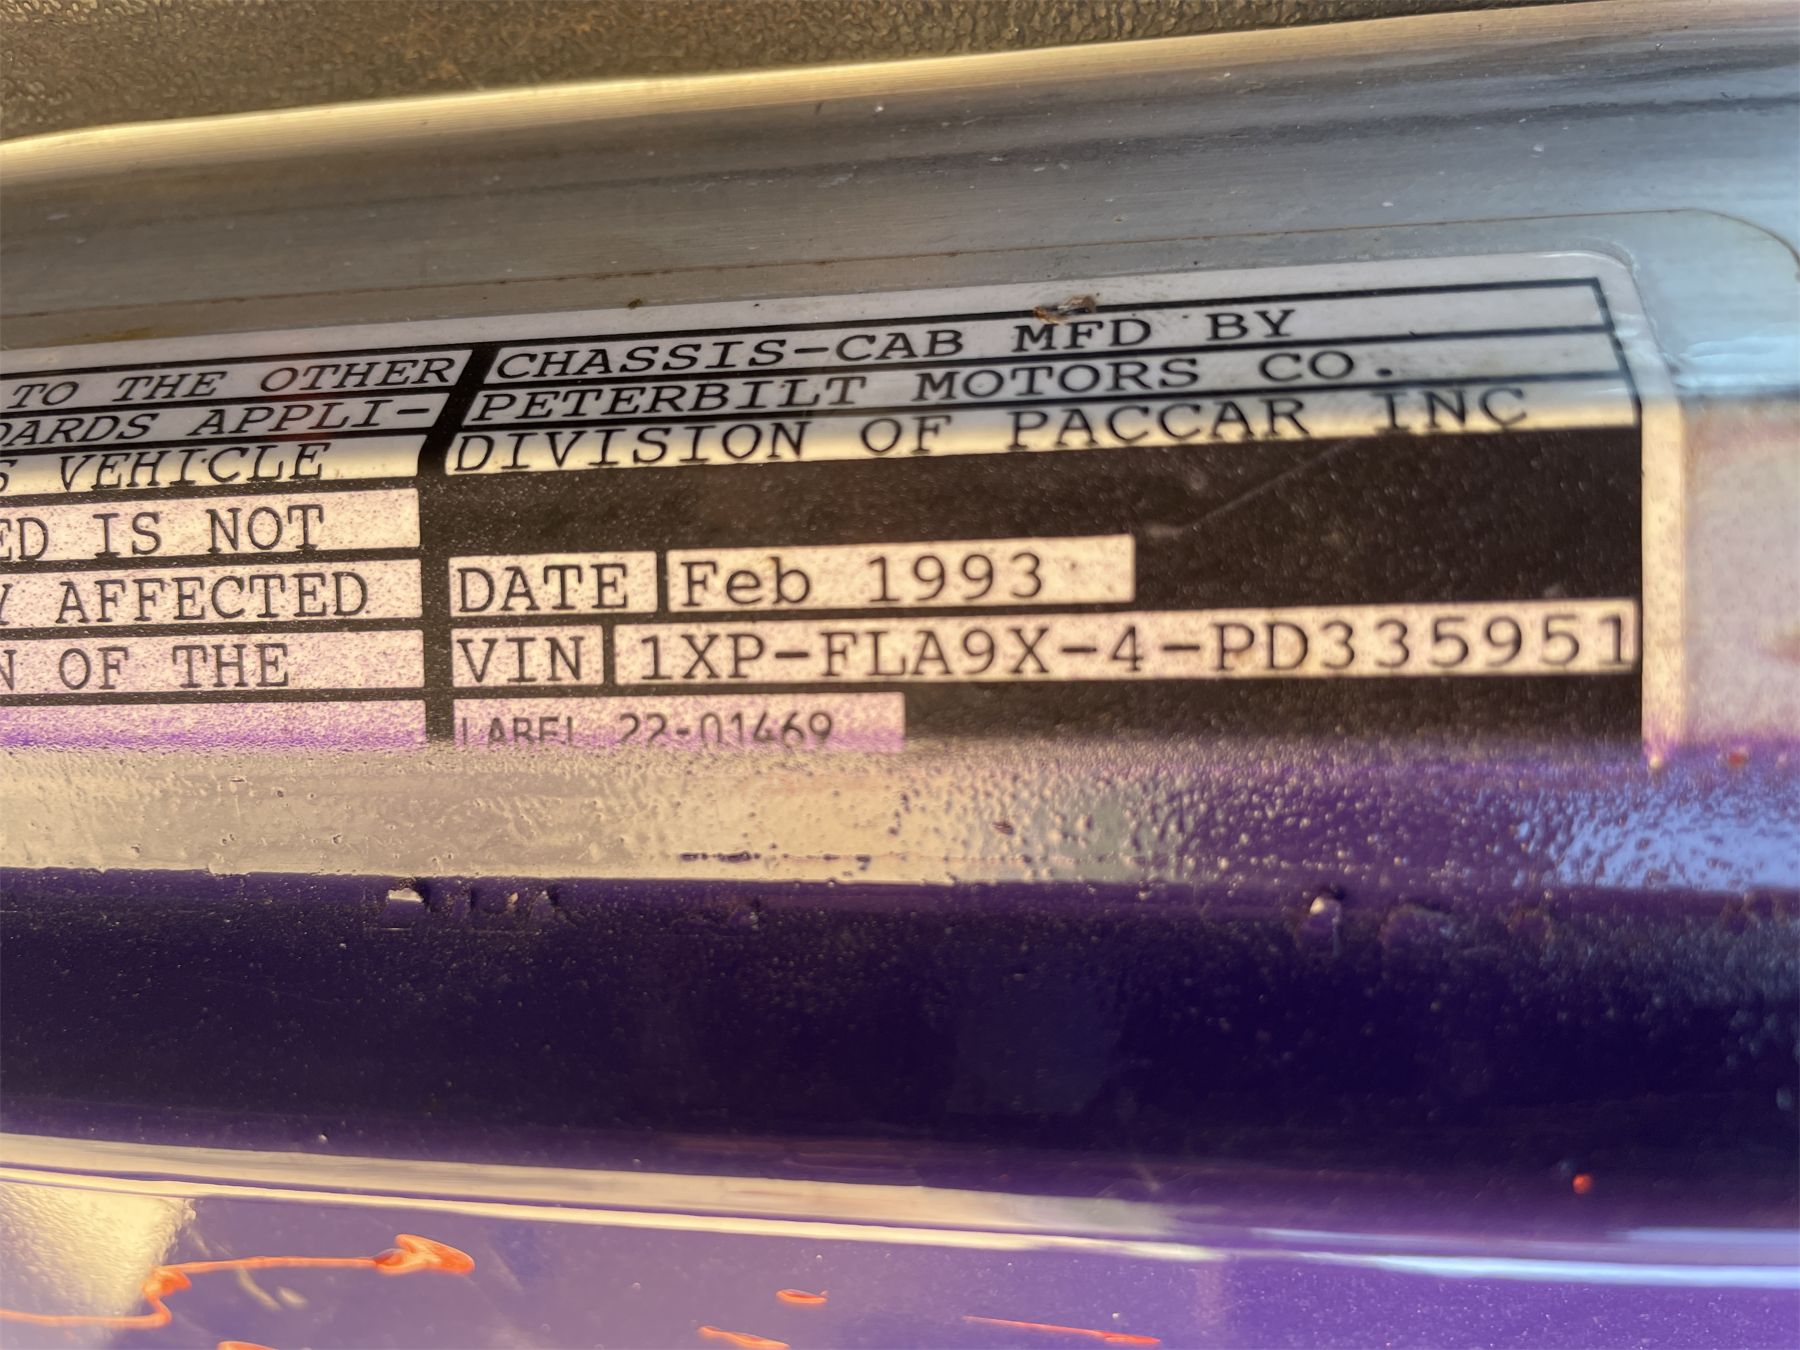 TO THE OTHER
DARDS APPLI-
S VEHICLE
ED IS NOT
Y AFFECTED
N OF THE
CHASSIS-CAB MFD BY
PETERBILT MOTORS CO.
DIVISION OF PACCAR INC
DATE Feb 1993
VIN 1XP-FLA9X-4-PD335951
LABEL 22-01469